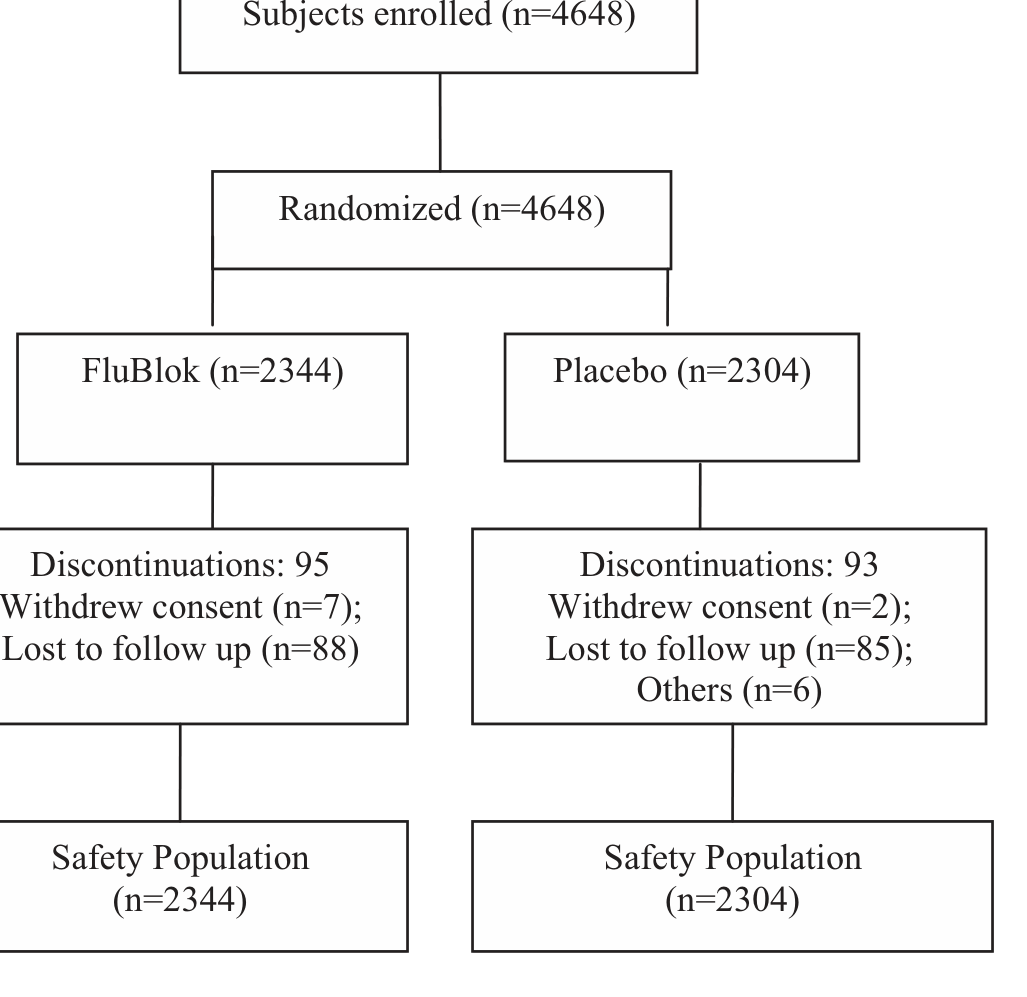 Subjects enrolled (n=4648)
Randomized (n=4648)
FluBlok (n=2344)
Placebo (n=2304)
Discontinuations: 95
Withdrew consent (n=7);
Lost to follow up (n=88)
Discontinuations: 93
Withdrew consent (n=2);
Lost to follow up (n=85);
Others (n=6)
Safety Population
(n=2344)
Safety Population
(n=2304)